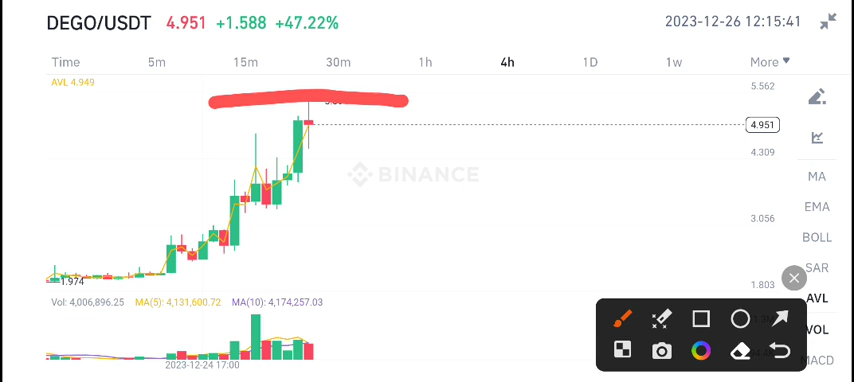 DEGO/USDT 4.951 +1.588 +47.22% 2023-12-26 12:15:41
Time 5m 15m 30m 1h 4h 1D 1w More
AVL 4.949
5.562
4.951
4.309
3.056
1.803
1.974
BINANCE
MA
EMA
BOLL
SAR
AVL
VOL
MACD
Vol: 4,006,896.25 MA(5): 4,131,600.72 MA(10): 4,174,257.03
2023-12-24 17:00